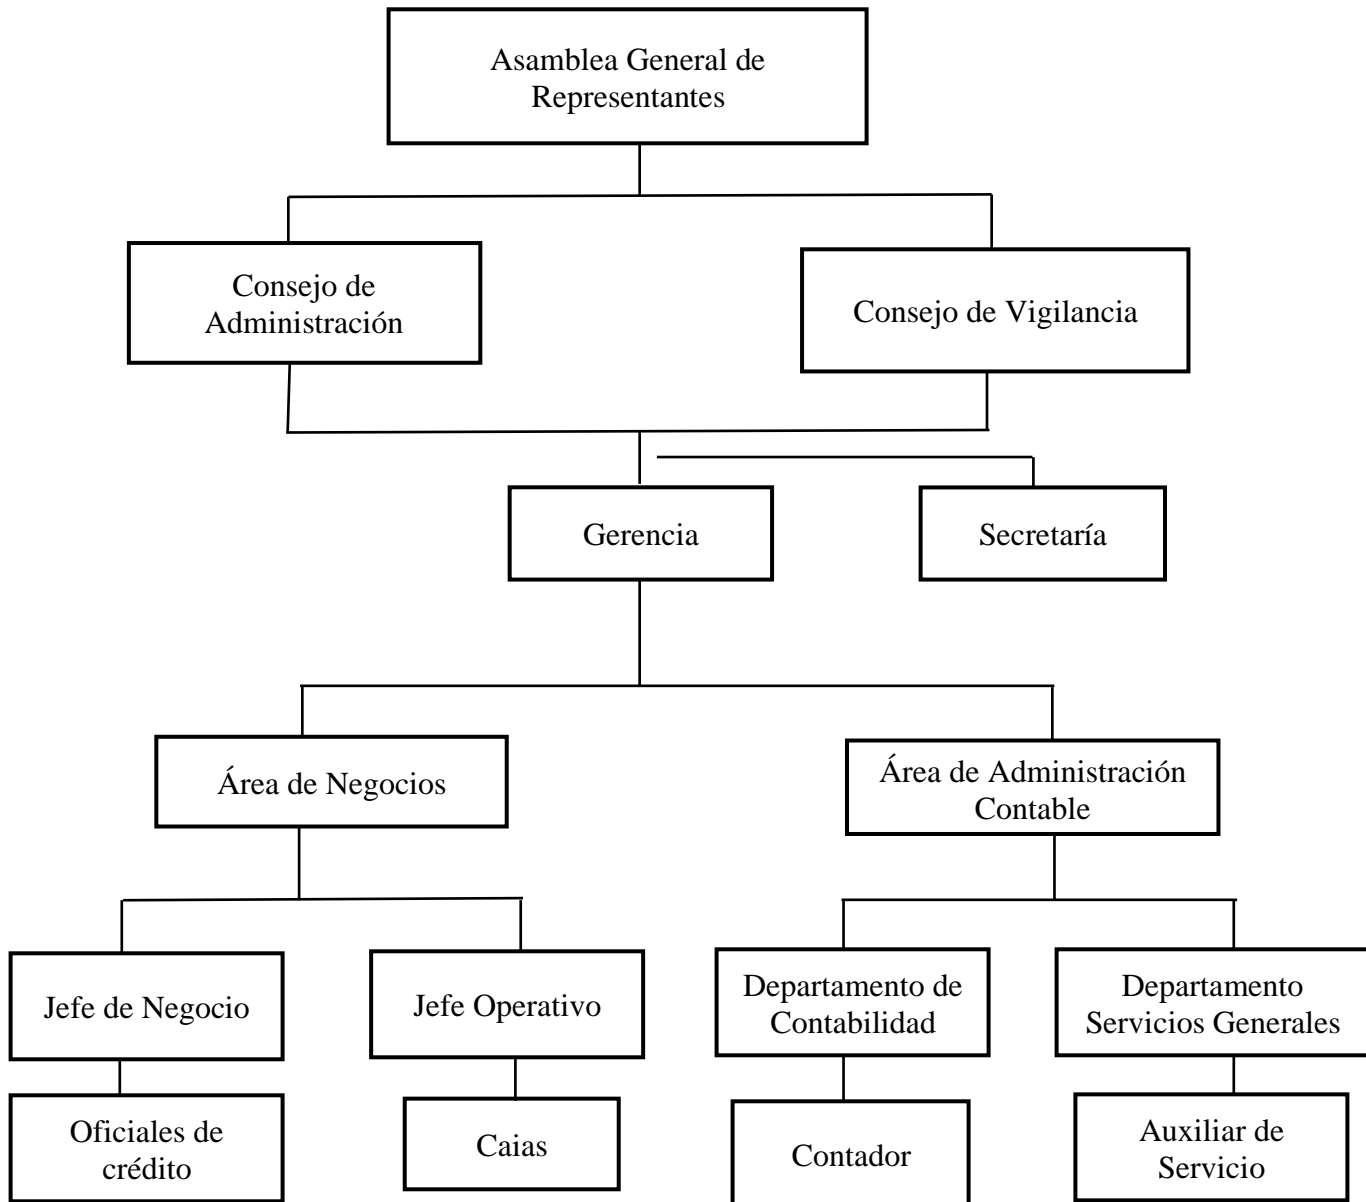 Asamblea General de
Representantes
Consejo de
Administración
Consejo de Vigilancia
Gerencia
Secretaría
Área de Negocios
Área de Administración
Contable
Jefe de Negocio
Jefe Operativo
Departamento de
Contabilidad
Departamento
Servicios Generales
Oficiales de
crédito
Caias
Contador
Auxiliar de
Servicio